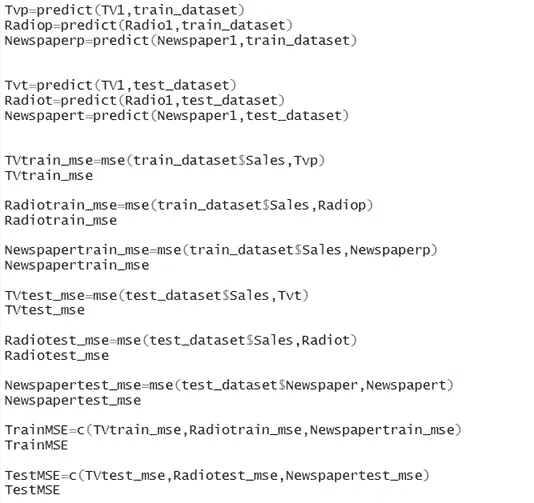 Tvp=predict(TV1,train_dataset)
Radiop=predict(Radio1,train_dataset)
Newspaperp=predict(Newspaper1,train_dataset)
Tvt=predict(TV1,test_dataset)
Radiot=predict(Radio1,test_dataset)
Newspapert=predict(Newspaper1,test_dataset)
TVtrain_mse=mse(train_dataset$Sales,Tvp)
TVtrain_mse
Radiotrain_mse=mse(train_dataset$Sales,Radiop)
Radiotrain_mse
Newspapertrain_mse=mse(train_dataset$Sales,Newspaperp)
Newspapertrain_mse
TVtest_mse=mse(test_dataset$Sales,Tvt)
TVtest_mse
Radiotest_mse=mse(test_dataset$Sales,Radiot)
Radiotest_mse
Newspapertest_mse=mse(test_dataset$Newspaper,Newspapert)
Newspapertest_mse
TrainMSE=c(TVtrain_mse,Radiotrain_mse,Newspapertrain_mse)
TrainMSE
TestMSE=c(TVtest_mse,Radiotest_mse,Newspapertest_mse)
TestMSE